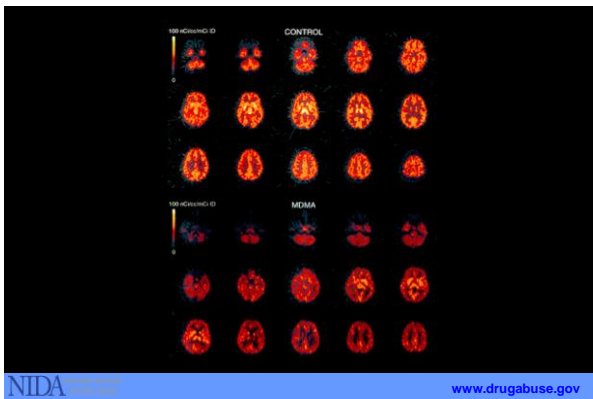 100 nCi/cc/mCi ID
CONTROL
0
100 nCi/cc/mCi ID
MDMA
0
NIDA
www.drugabuse.gov